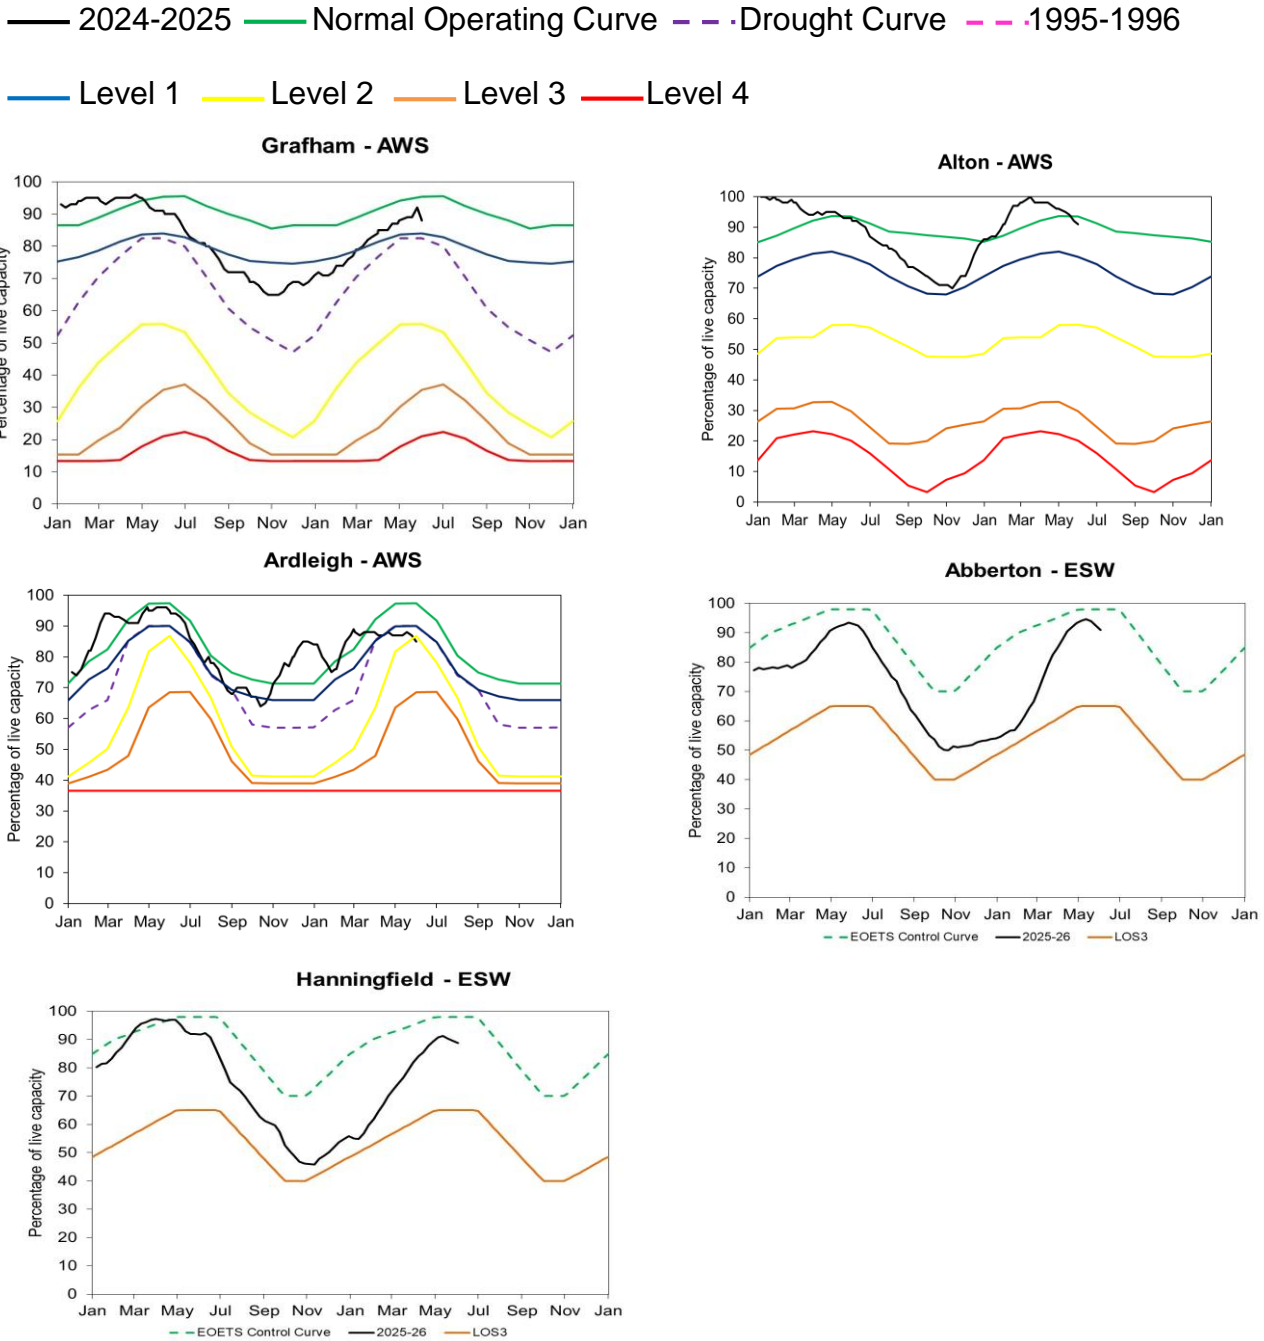 2024-2025 Normal Operating Curve Drought Curve 1995-1996
Level 1 Level 2 Level 3 Level 4
Grafham - AWS
Percentage of live capacity
100
90
80
70
60
50
40
30
20
10
0
Jan Mar May Jul Sep Nov Jan Mar May Jul Sep Nov Jan
Alton - AWS
Percentage of live capacity
100
90
80
70
60
50
40
30
20
10
0
Jan Mar May Jul Sep Nov Jan Mar May Jul Sep Nov Jan
Ardleigh - AWS
Percentage of live capacity
100
90
80
70
60
50
40
30
20
10
0
Jan Mar May Jul Sep Nov Jan Mar May Jul Sep Nov Jan
Abberton - ESW
Percentage of live capacity
100
90
80
70
60
50
40
30
20
10
0
Jan Mar May Jul Sep Nov Jan Mar May Jul Sep Nov Jan
EOETS Control Curve 2025-26 LOS3
Hanningfield - ESW
Percentage of live capacity
100
90
80
70
60
50
40
30
20
10
0
Jan Mar May Jul Sep Nov Jan Mar May Jul Sep Nov Jan
EOETS Control Curve 2025-26 LOS3